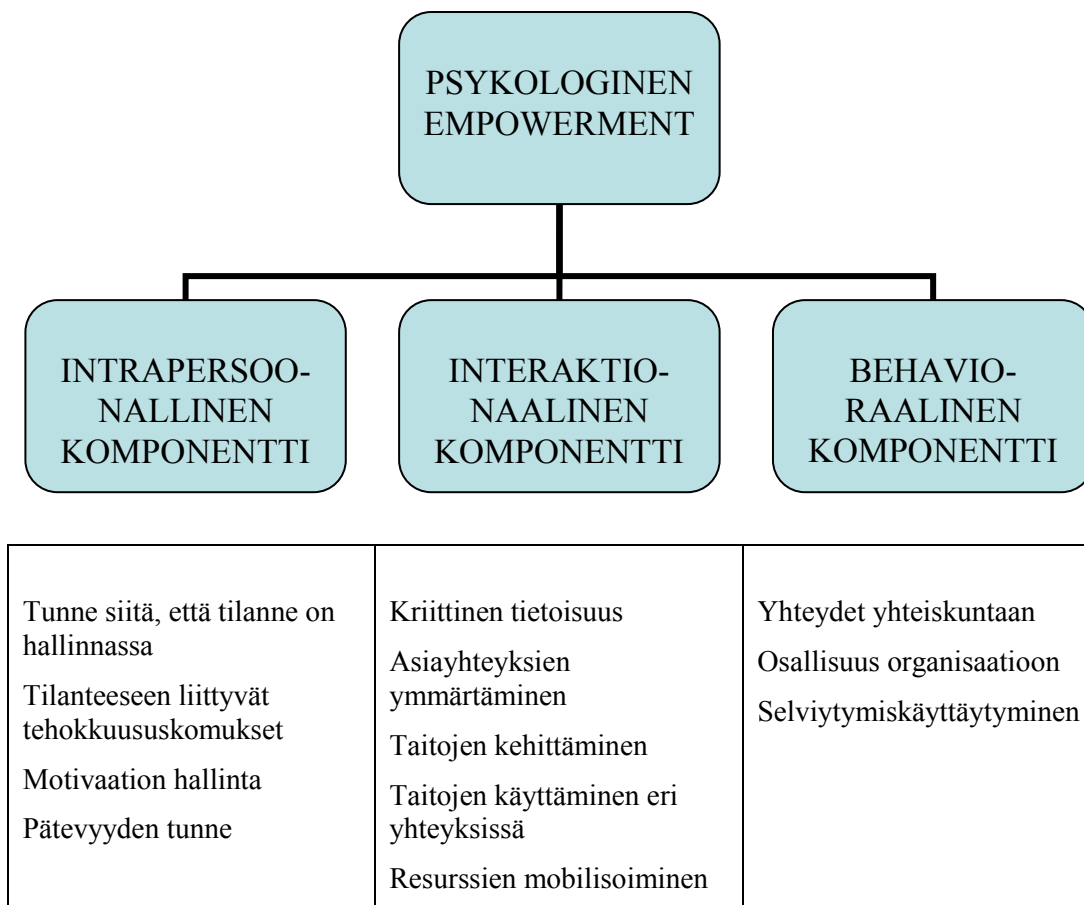 PSYKOLOGINEN
EMPOWERMENT
INTRAPERSOO-
NALLINEN
KOMPONENTTI
INTERAKTIO-
NAALINEN
KOMPONENTTI
BEHAVIO-
RAALINEN
KOMPONENTTI
Tunne siitä, että tilanne on
hallinnassa
Tilanteeseen liittyvät
tehokkuususkomukset
Motivaation hallinta
Pätevyyden tunne
Kriittinen tietoisuus
Asiayhteyksien
ymmärtäminen
Taitojen kehittäminen
Taitojen käyttäminen eri
yhteyksissä
Resurssien mobilisoiminen
Yhteydet yhteiskuntaan
Osallisuus organisaatioon
Selviytymiskäyttäytyminen